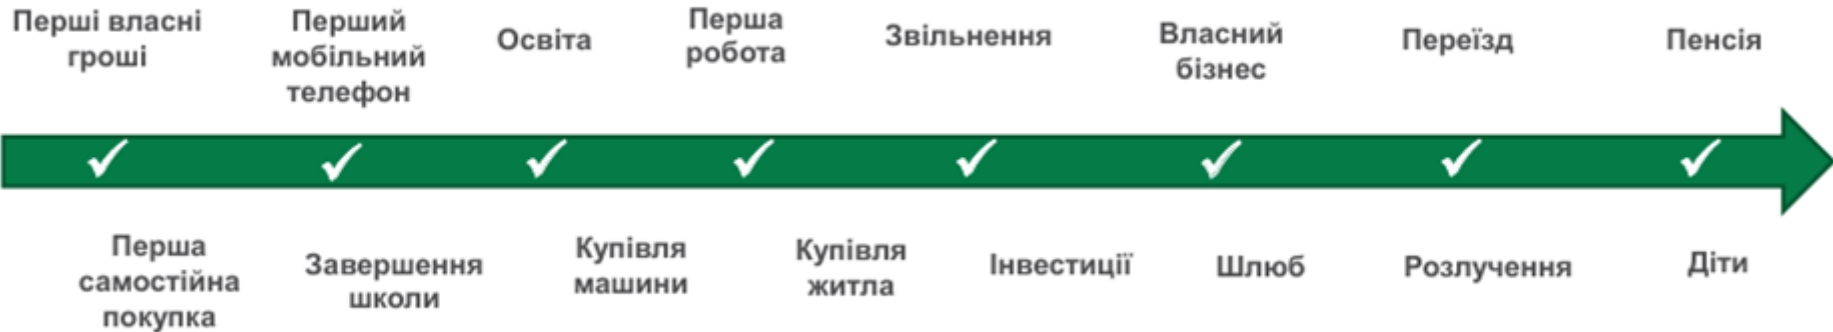 Перші власні
гроші
Перший
мобільний
телефон
Освіта
Перша
робота
Звільнення
Власний
бізнес
Переїзд
Пенсія
Перша
самостійна
покупка
Завершення
школи
Купівля
машини
Купівля
житла
Інвестиції
Шлюб
Розлучення
Діти